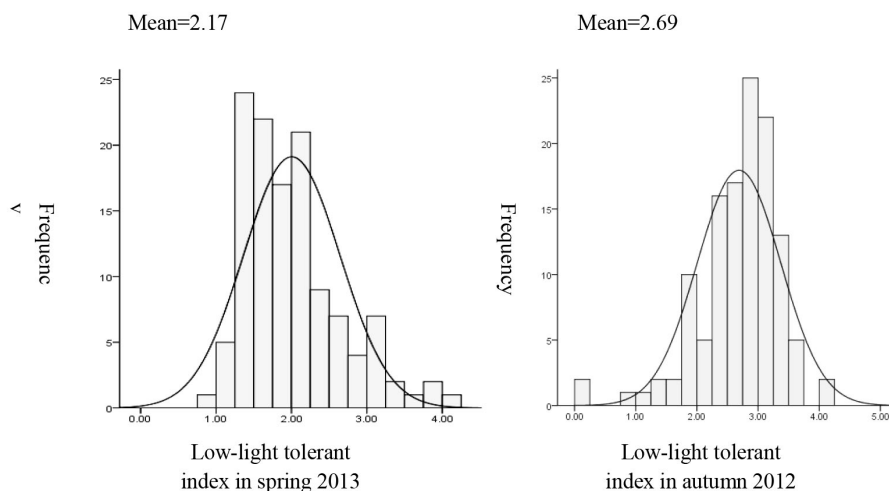 Mean=2.17
25
20
15
10
5
0
0.00 1.00 2.00 3.00 4.00
Frequenc
y
Low-light tolerant
index in spring 2013
Mean=2.69
25
20
15
10
5
0
0.00 1.00 2.00 3.00 4.00 5.00
Frequency
Low-light tolerant
index in autumn 2012